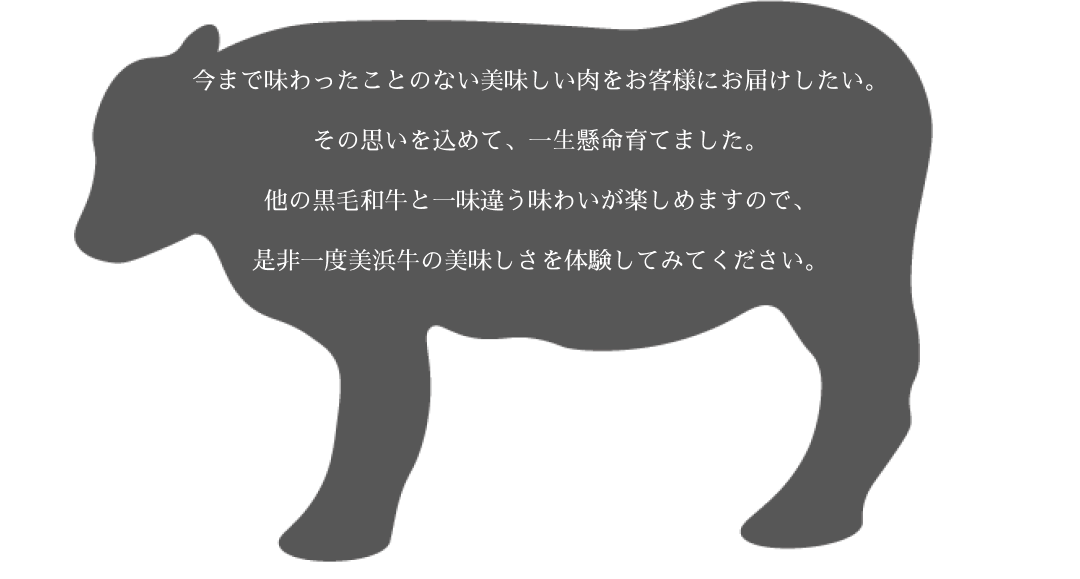 今まで味わったことのない美味しい肉をお客様にお届けしたい。
その思いを込めて、一生懸命育てました。
他の黒毛和牛と一味違う味わいが楽しめますので、
是非一度美浜牛の美味しさを体験してみてください。